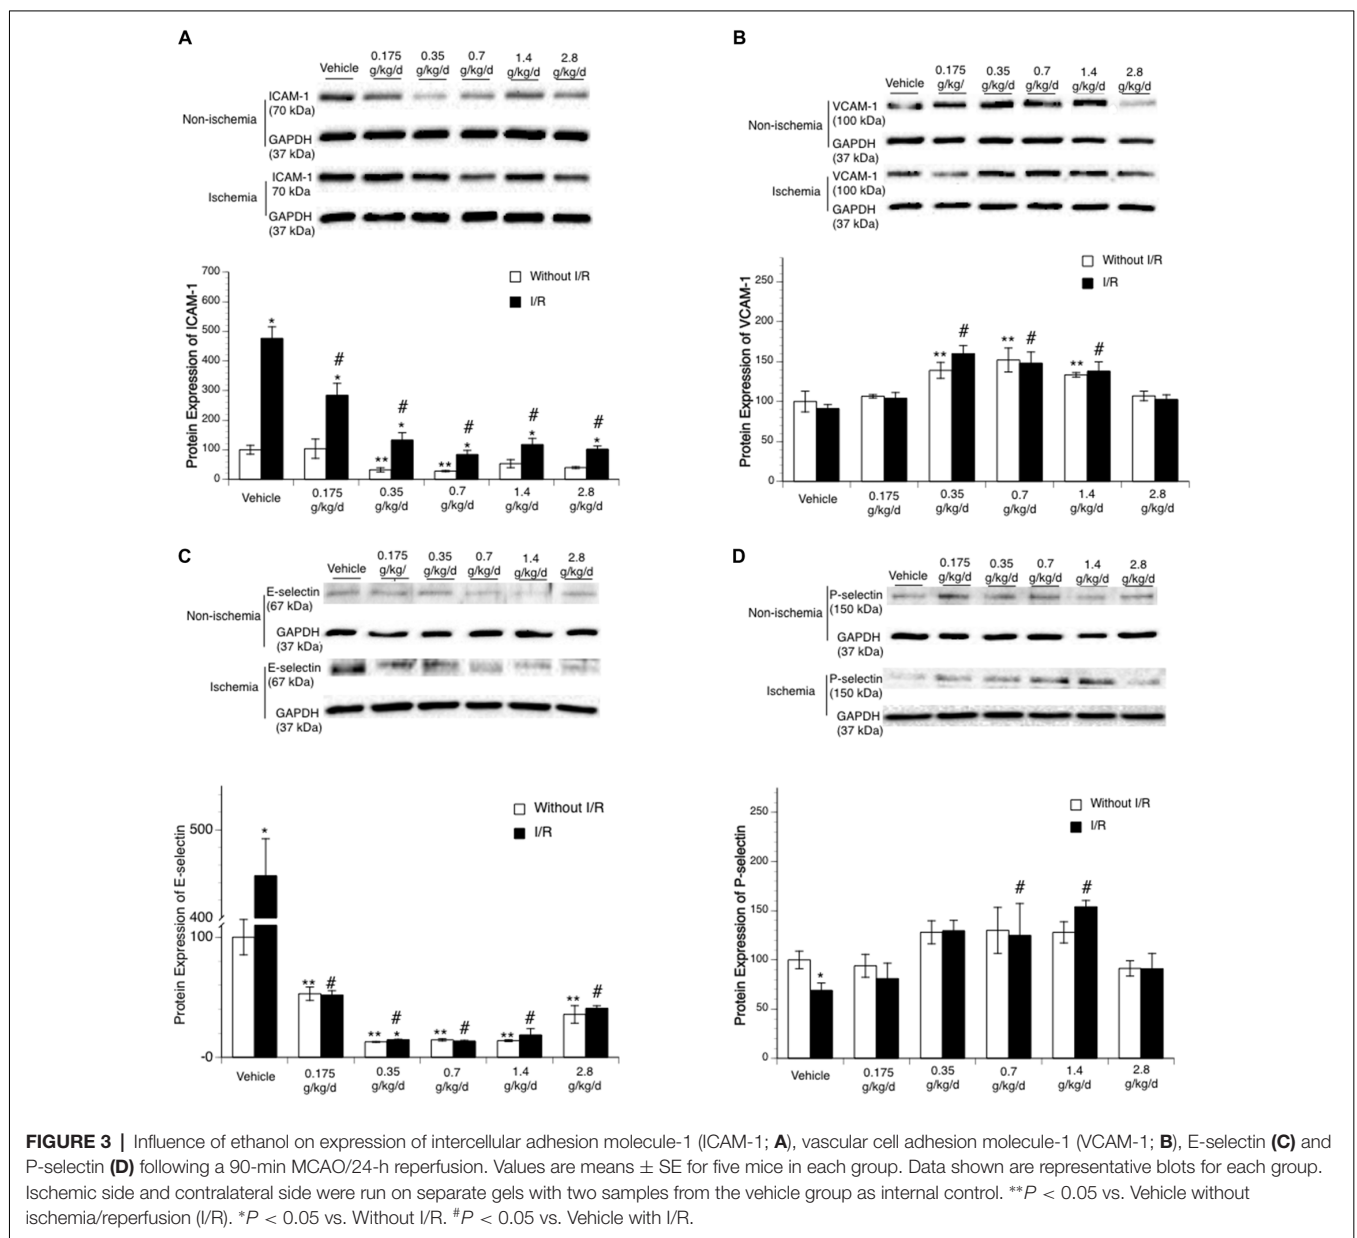 A
Vehicle
0.175 g/kg/d
0.35 g/kg/d
0.7 g/kg/d
1.4 g/kg/d
2.8 g/kg/d
Non-ischemia
ICAM-1
(70 kDa)
GAPDH
(37 kDa)
Ischemia
ICAM-1
70 kDa
GAPDH
(37 kDa)
Protein Expression of ICAM-1
700
600
500
400
300
200
100
0
Without I/R
I/R
*
#
*
**
#
*
**
#
*
#
*
#
*
Vehicle
0.175 g/kg/d
0.35 g/kg/d
0.7 g/kg/d
1.4 g/kg/d
2.8 g/kg/d
B
Vehicle
0.175 g/kg/
0.35 g/kg/d
0.7 g/kg/d
1.4 g/kg/d
2.8 g/kg/d
Non-ischemia
VCAM-1
(100 kDa)
GAPDH
(37 kDa)
Ischemia
VCAM-1
(100 kDa)
GAPDH
(37 kDa)
Protein Expression of VCAM-1
250
200
150
100
50
0
Without I/R
I/R
**
#
**
#
**
#
Vehicle
0.175 g/kg/d
0.35 g/kg/d
0.7 g/kg/d
1.4 g/kg/d
2.8 g/kg/d
C
Vehicle
0.175 g/kg/
0.35 g/kg/d
0.7 g/kg/d
1.4 g/kg/d
2.8 g/kg/d
Non-ischemia
E-selectin
(67 kDa)
GAPDH
(37 kDa)
Ischemia
E-selectin
(67 kDa)
GAPDH
(37 kDa)
Protein Expression of E-selectin
500
400
100
-0
Without I/R
I/R
*
**
#
**
#
*
**
#
**
#
**
#
Vehicle
0.175 g/kg/d
0.35 g/kg/d
0.7 g/kg/d
1.4 g/kg/d
2.8 g/kg/d
D
Vehicle
0.175 g/kg/d
0.35 g/kg/d
0.7 g/kg/d
1.4 g/kg/d
2.8 g/kg/d
Non-ischemia
P-selectin
(150 kDa)
GAPDH
(37 kDa)
Ischemia
P-selectin
(150 kDa)
GAPDH
(37 kDa)
Protein Expression of P-selectin
250
200
150
100
50
0
Without I/R
I/R
*
#
#
Vehicle
0.175 g/kg/d
0.35 g/kg/d
0.7 g/kg/d
1.4 g/kg/d
2.8 g/kg/d
FIGURE 3 | Influence of ethanol on expression of intercellular adhesion molecule-1 (ICAM-1; A), vascular cell adhesion molecule-1 (VCAM-1; B), E-selectin (C) and
P-selectin (D) following a 90-min MCAO/24-h reperfusion. Values are means ± SE for five mice in each group. Data shown are representative blots for each group.
Ischemic side and contralateral side were run on separate gels with two samples from the vehicle group as internal control. **P < 0.05 vs. Vehicle without
ischemia/reperfusion (I/R). *P < 0.05 vs. Without I/R. #P < 0.05 vs. Vehicle with I/R.